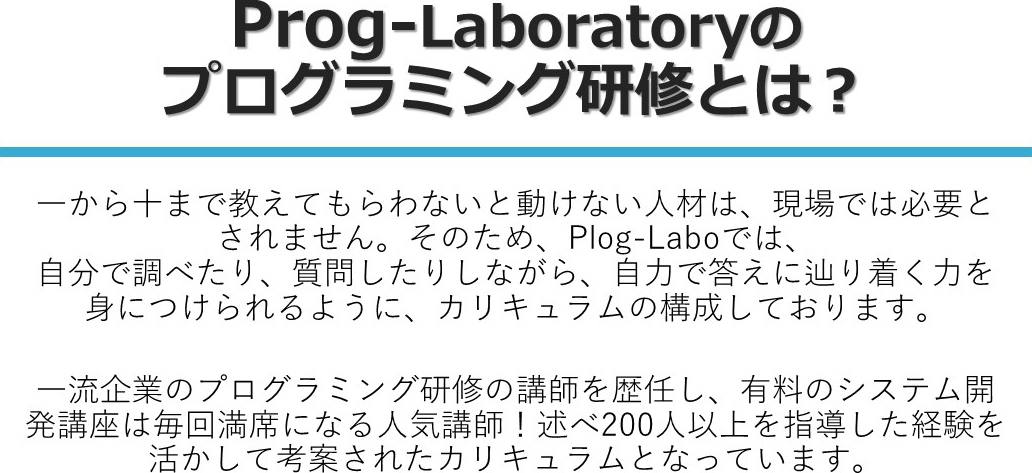 Prog-Laboratoryの
プログラミング研修とは？
一から十まで教えてもらわないと動けない人材は、現場では必要と
されません。そのため、Plog-Laboでは、
自分で調べたり、質問したりしながら、自力で答えに辿り着く力を
身につけられるように、カリキュラムの構成しております。
一流企業のプログラミング研修の講師を歴任し、有料のシステム開
発講座は毎回満席になる人気講師！述べ200人以上を指導した経験を
活かして考案されたカリキュラムとなっています。